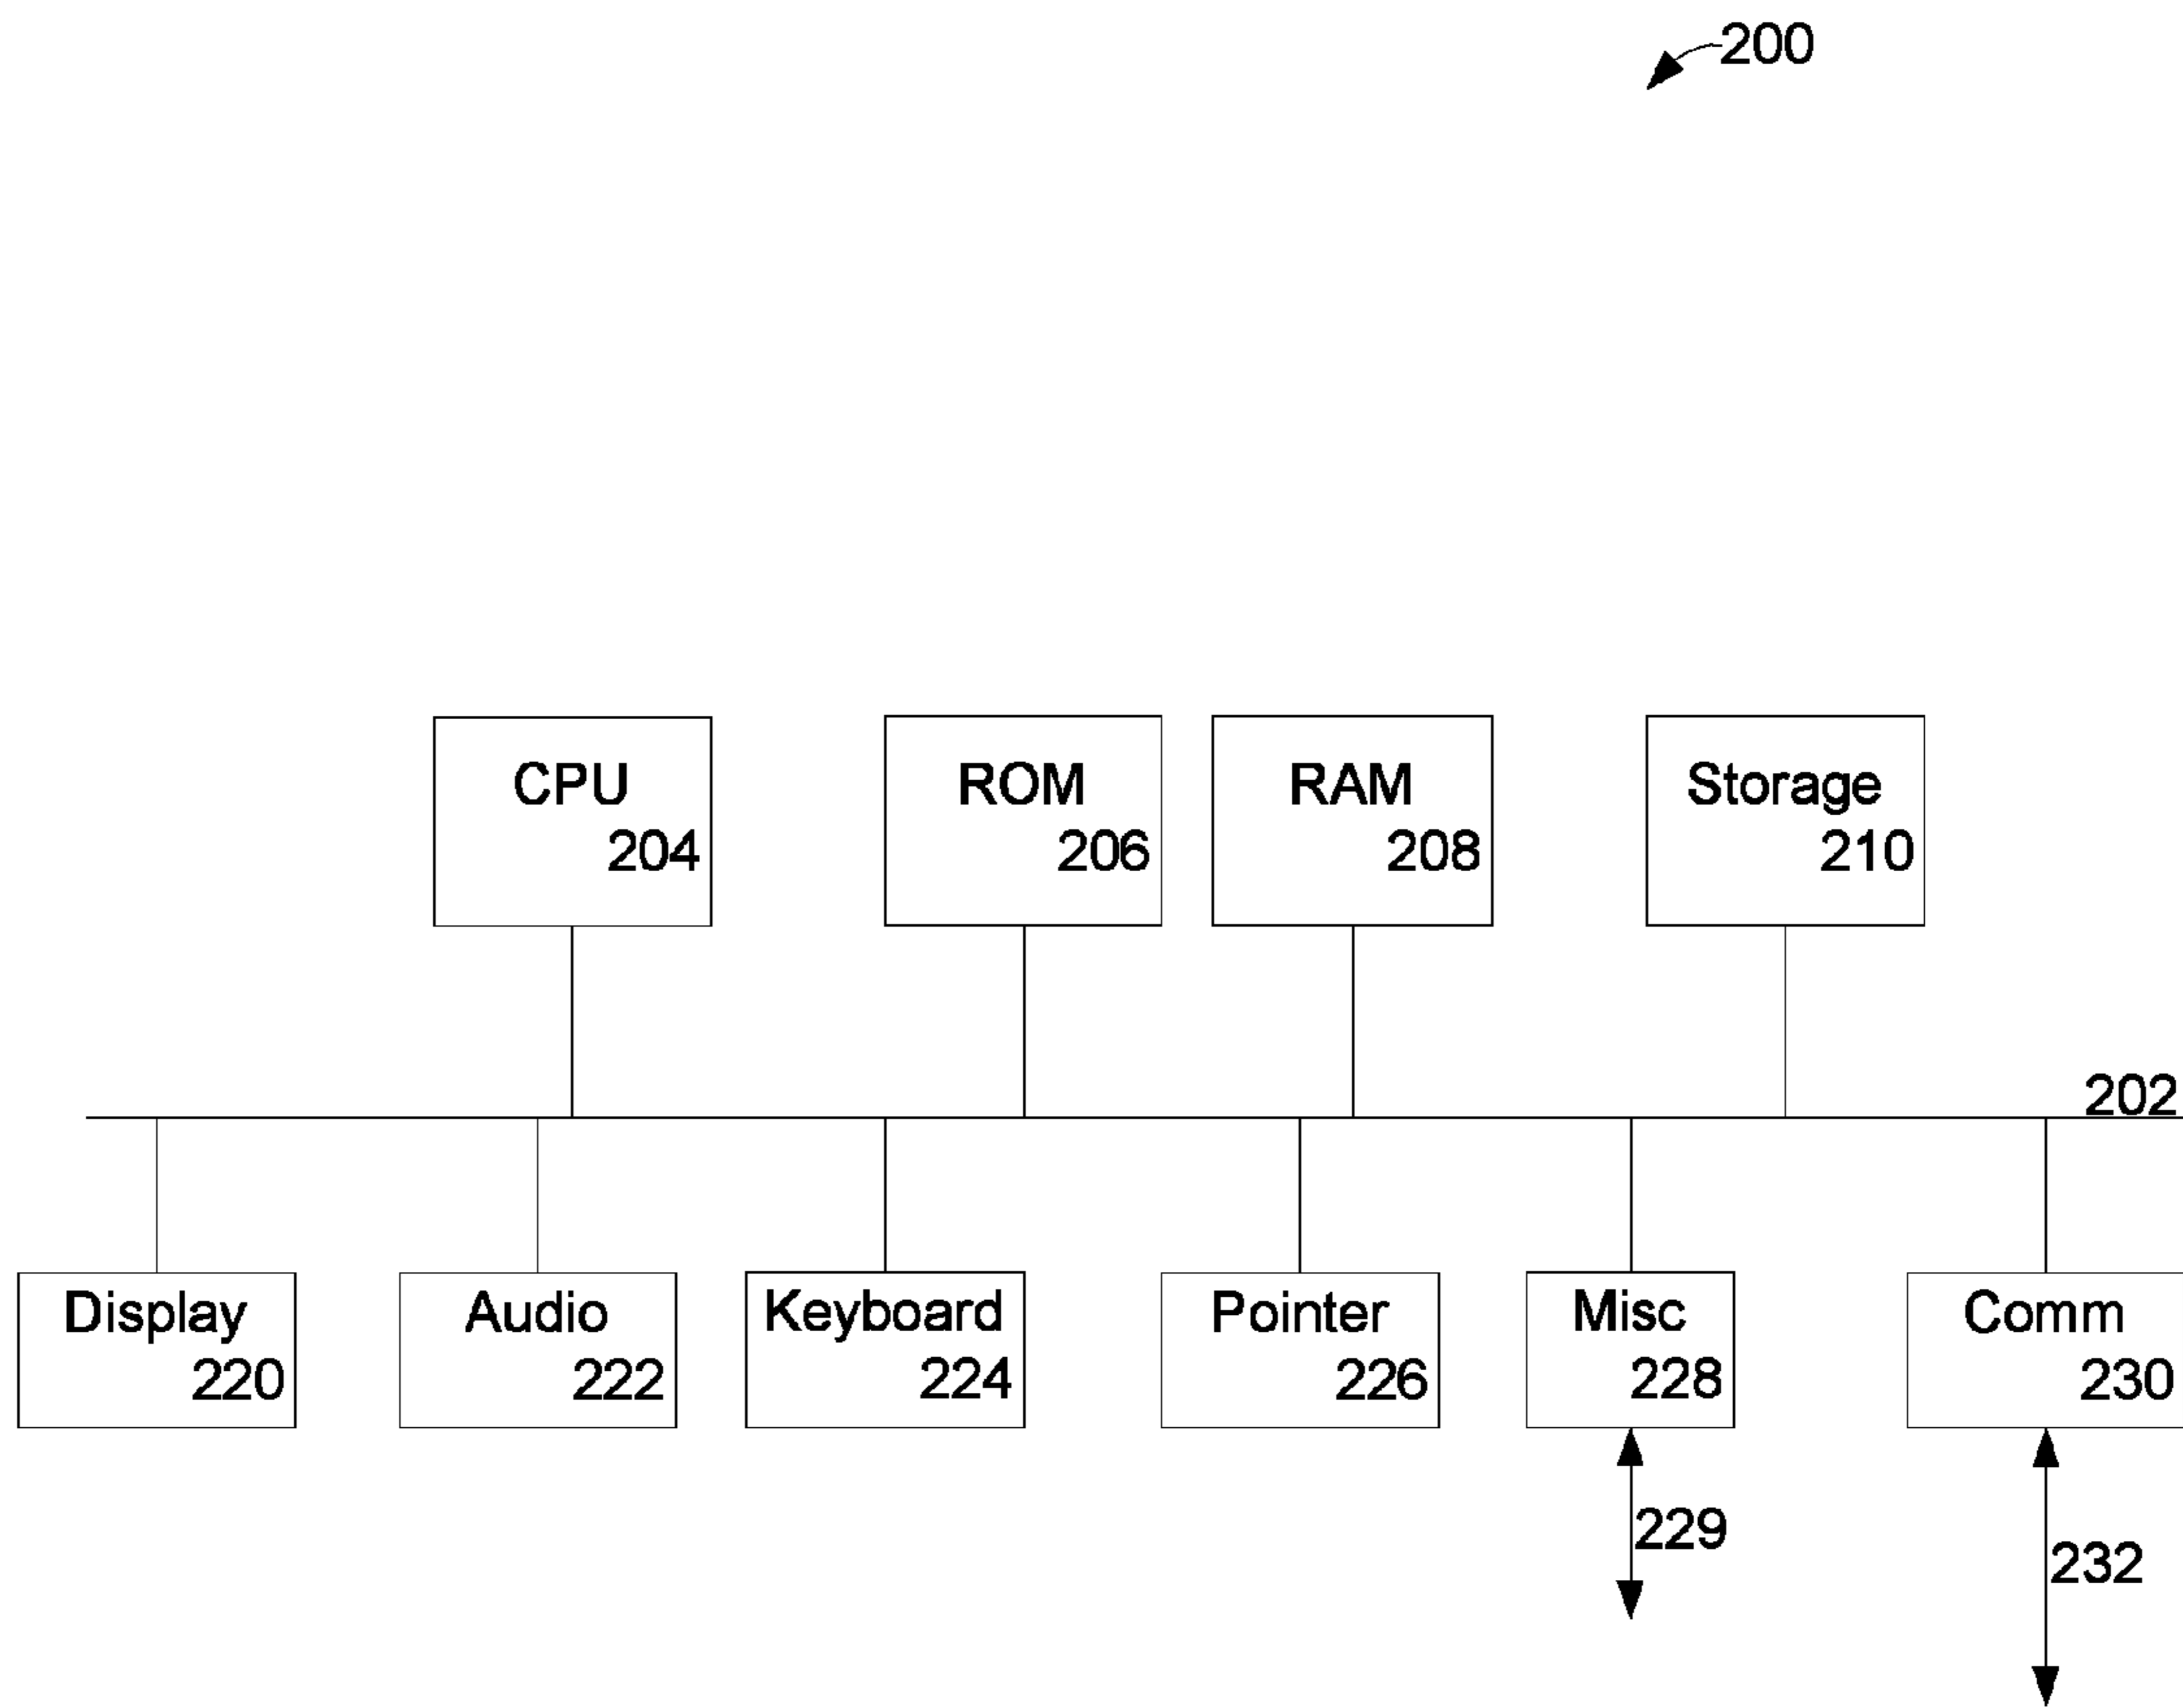 200
CPU
204
ROM
206
RAM
208
Storage
210
202
Display
220
Audio
222
Keyboard
224
Pointer
226
Misc
228
Comm
230
229
232